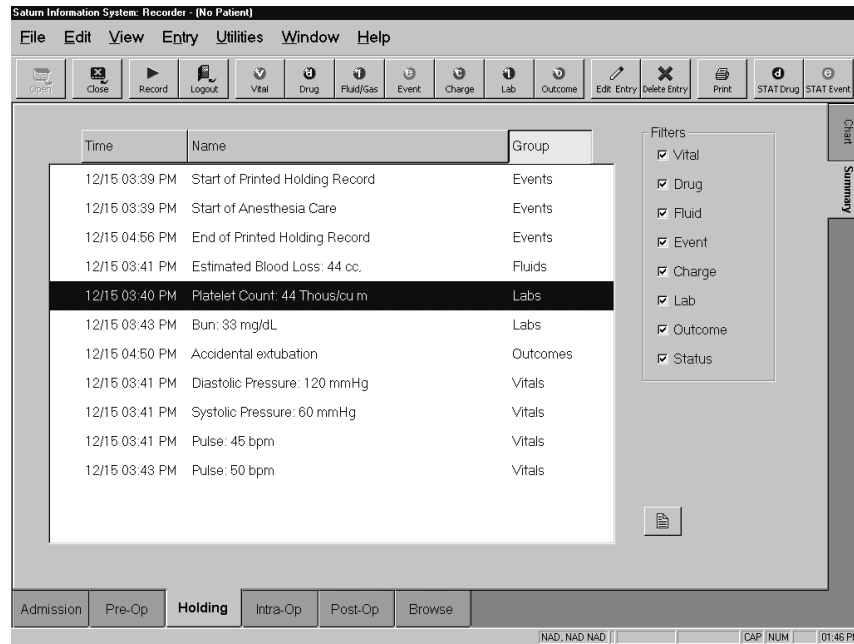 Saturn Information System: Recorder - (No Patient)
File Edit View Entry Utilities Window Help
Open Close Record Logout Vital Drug Fluid/Gas Event Charge Lab Outcome Edit Entry Delete Entry Print STAT Drug STAT Event
Time Name Group
12/15 03:39 PM Start of Printed Holding Record Events
12/15 03:39 PM Start of Anesthesia Care Events
12/15 04:56 PM End of Printed Holding Record Events
12/15 03:41 PM Estimated Blood Loss: 44 cc, Fluids
12/15 03:40 PM Platelet Count: 44 Thous/cu m Labs
12/15 03:43 PM Bun: 33 mg/dL Labs
12/15 04:50 PM Accidental extubation Outcomes
12/15 03:41 PM Diastolic Pressure: 120 mmHg Vitals
12/15 03:41 PM Systolic Pressure: 60 mmHg Vitals
12/15 03:41 PM Pulse: 45 bpm Vitals
12/15 03:43 PM Pulse: 50 bpm Vitals
Filters
Vital
Drug
Fluid
Event
Charge
Lab
Outcome
Status
Chart
Summary
Admission Pre-Op Holding Intra-Op Post-Op Browse
NAD, NAD NAD CAP NUM 01:46 P